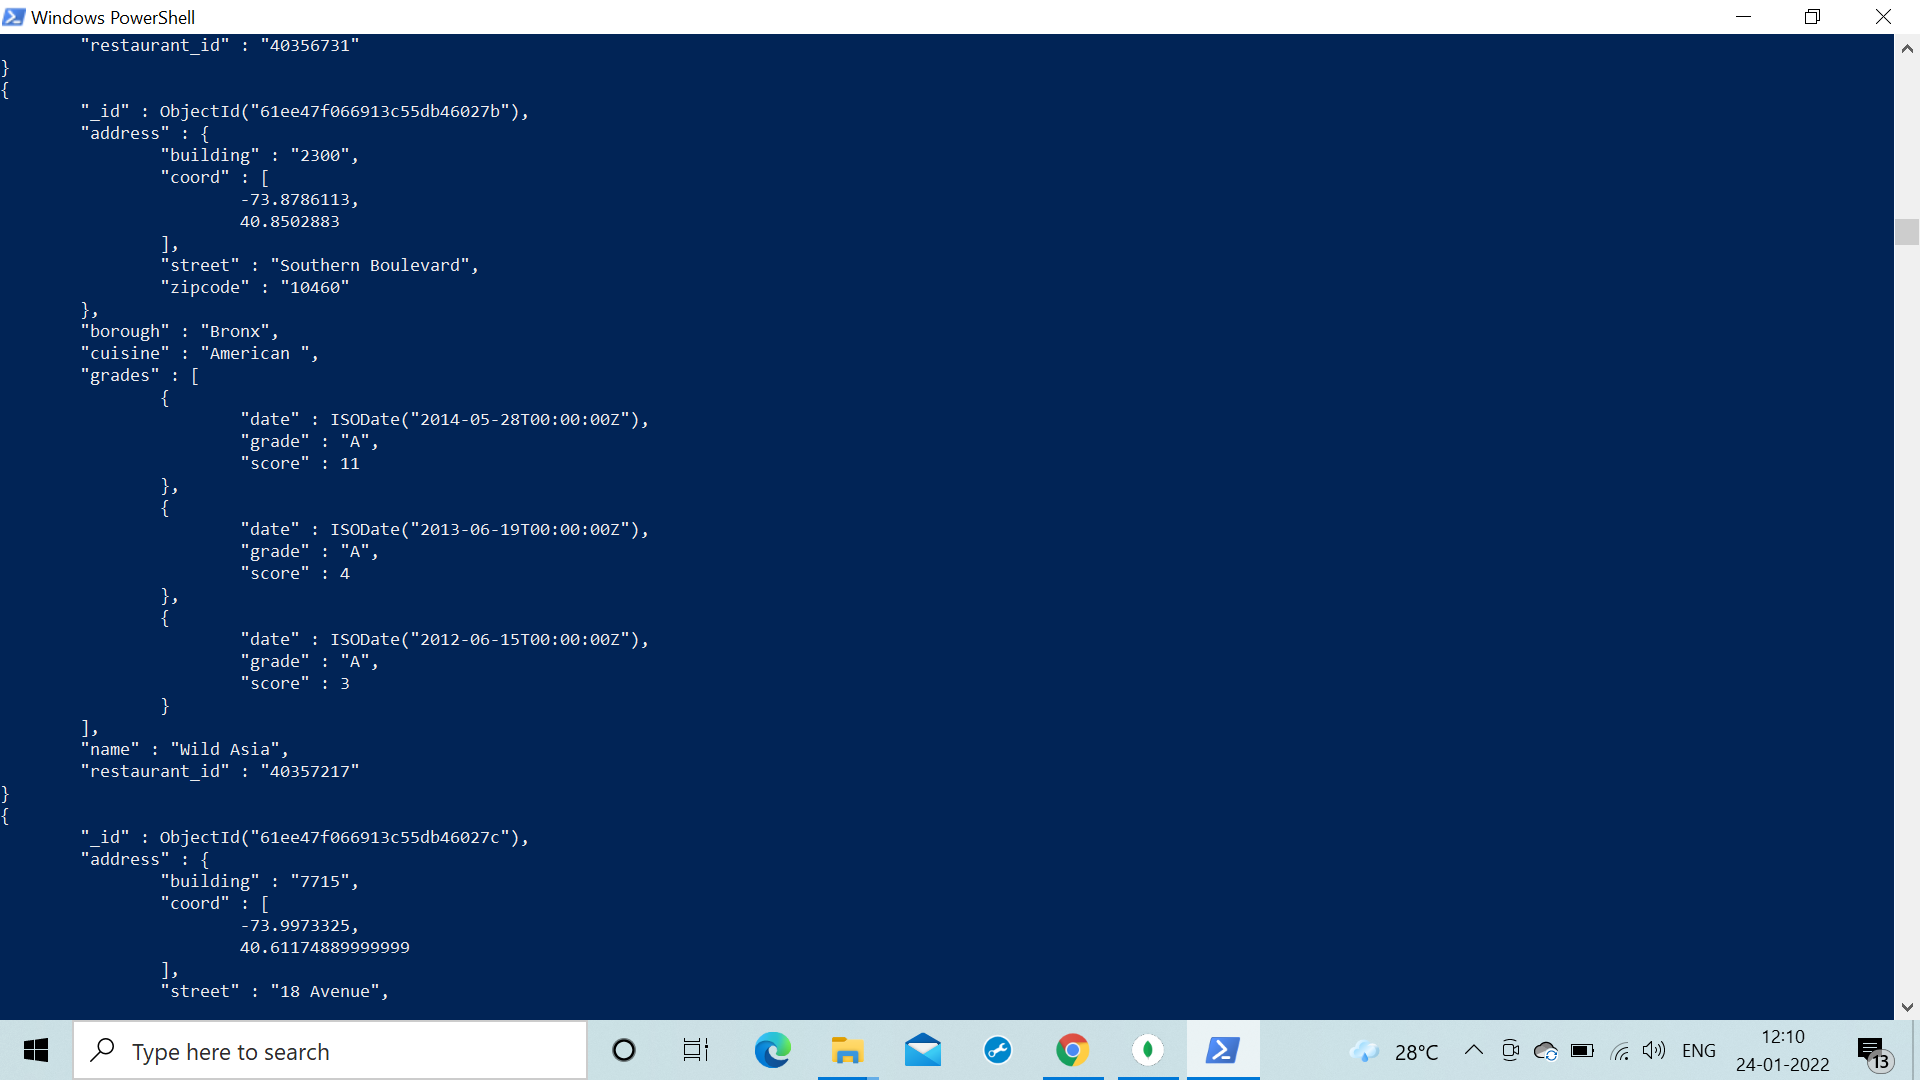 Windows PowerShell
"restaurant_id" : "40356731"
}
{
"_id" : ObjectId("61ee47f066913c55db46027b"),
"address" : {
"building" : "2300",
"coord" : [
-73.8786113,
40.8502883
],
"street" : "Southern Boulevard",
"zipcode" : "10460"
},
"borough" : "Bronx",
"cuisine" : "American ",
"grades" : [
{
"date" : ISODate("2014-05-28T00:00:00Z"),
"grade" : "A",
"score" : 11
},
{
"date" : ISODate("2013-06-19T00:00:00Z"),
"grade" : "A",
"score" : 4
},
{
"date" : ISODate("2012-06-15T00:00:00Z"),
"grade" : "A",
"score" : 3
}
],
"name" : "Wild Asia",
"restaurant_id" : "40357217"
}
{
"_id" : ObjectId("61ee47f066913c55db46027c"),
"address" : {
"building" : "7715",
"coord" : [
-73.9973325,
40.61174889999999
],
"street" : "18 Avenue",
Type here to search
28°C
ENG
12:10
24-01-2022
13